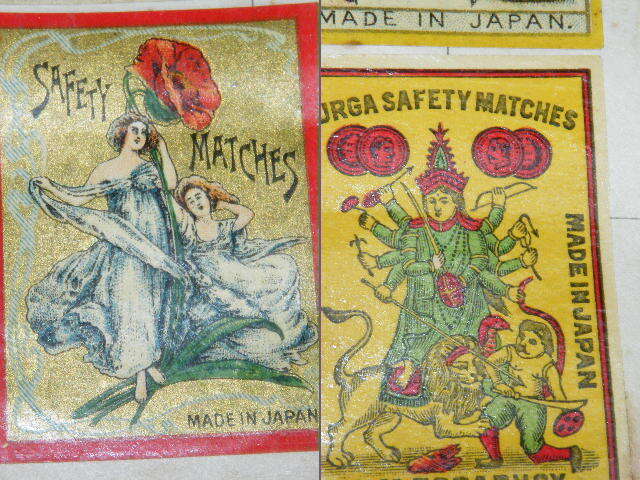 SAFETY
MATCHES
MADE IN JAPAN
MADE IN JAPAN.
URGA SAFETY MATCHES
MADE IN JAPAN